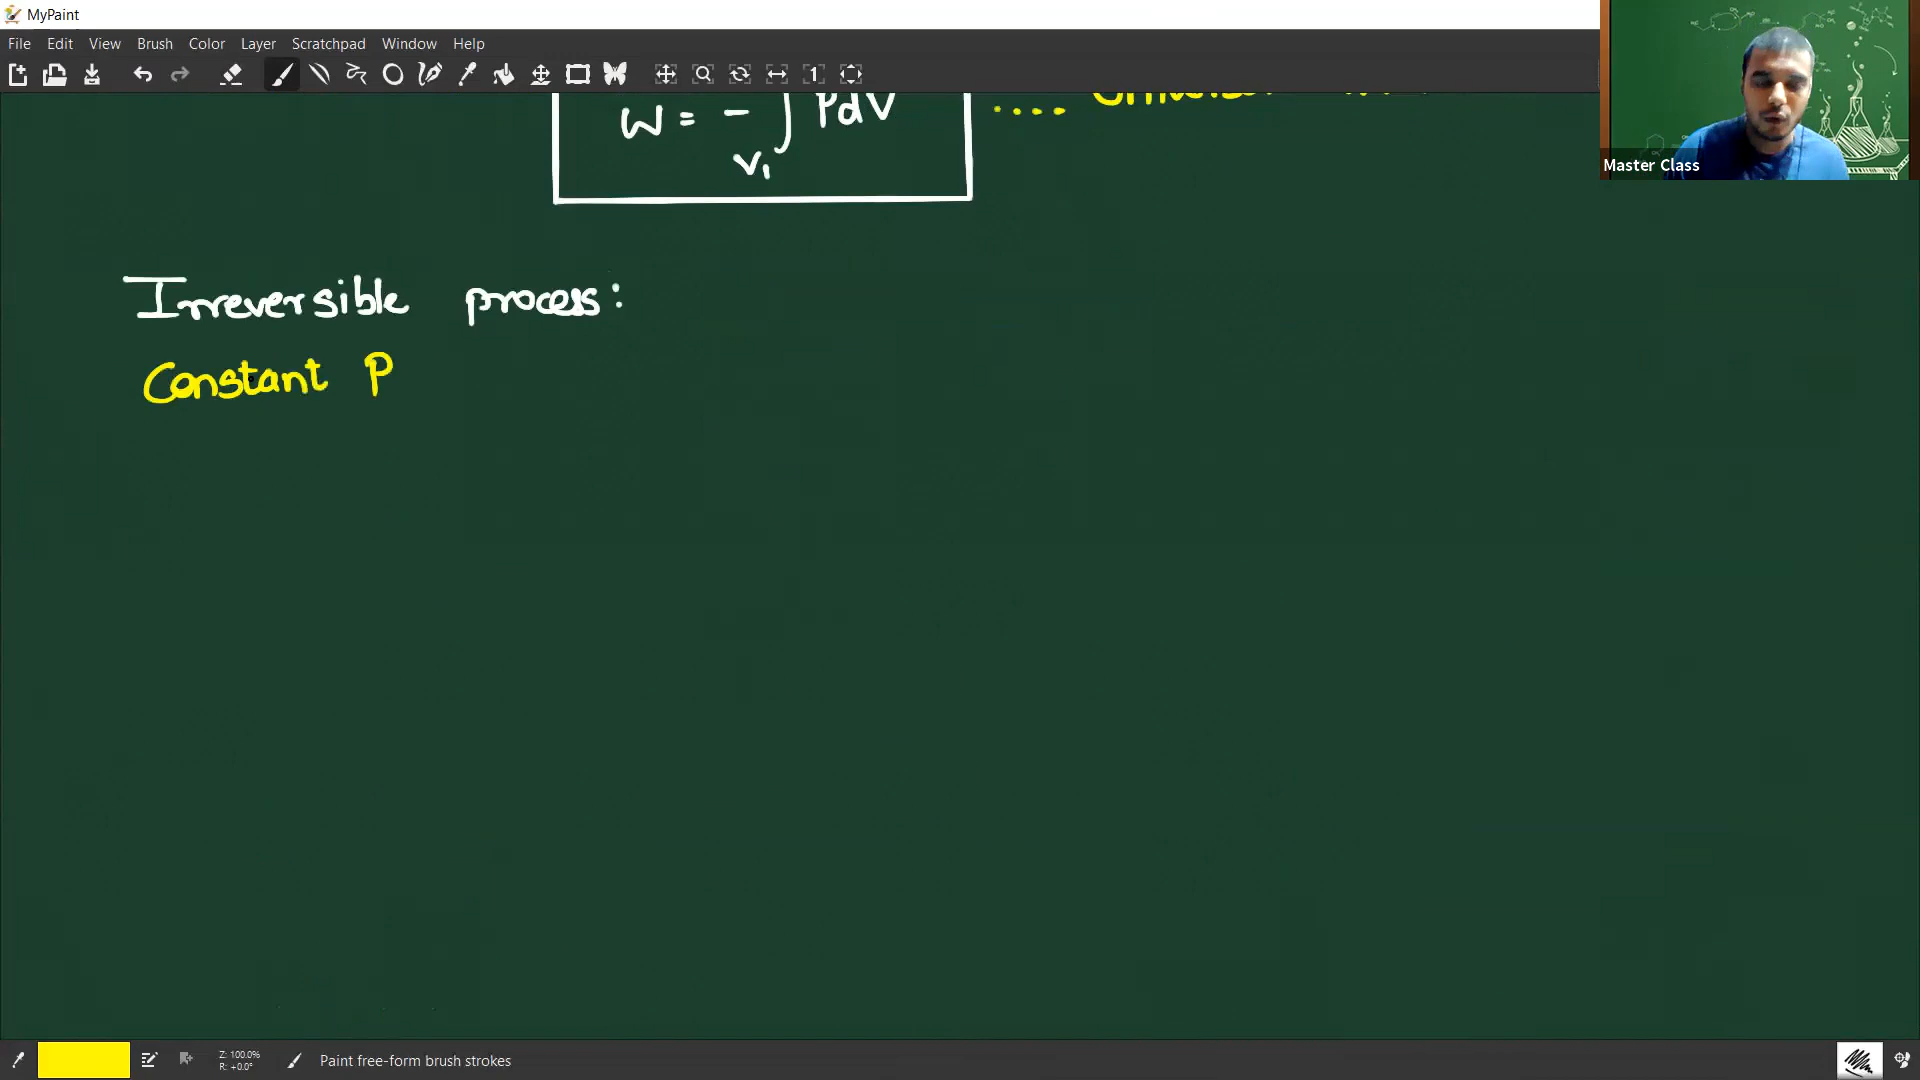 MyPaint
File Edit View Brush Color Layer Scratchpad Window Help
W = - ∫ PdV
V₁
....
Master Class
Irreversible process:
Constant P
Z: 100.0%
R: +0.0°
Paint free-form brush strokes